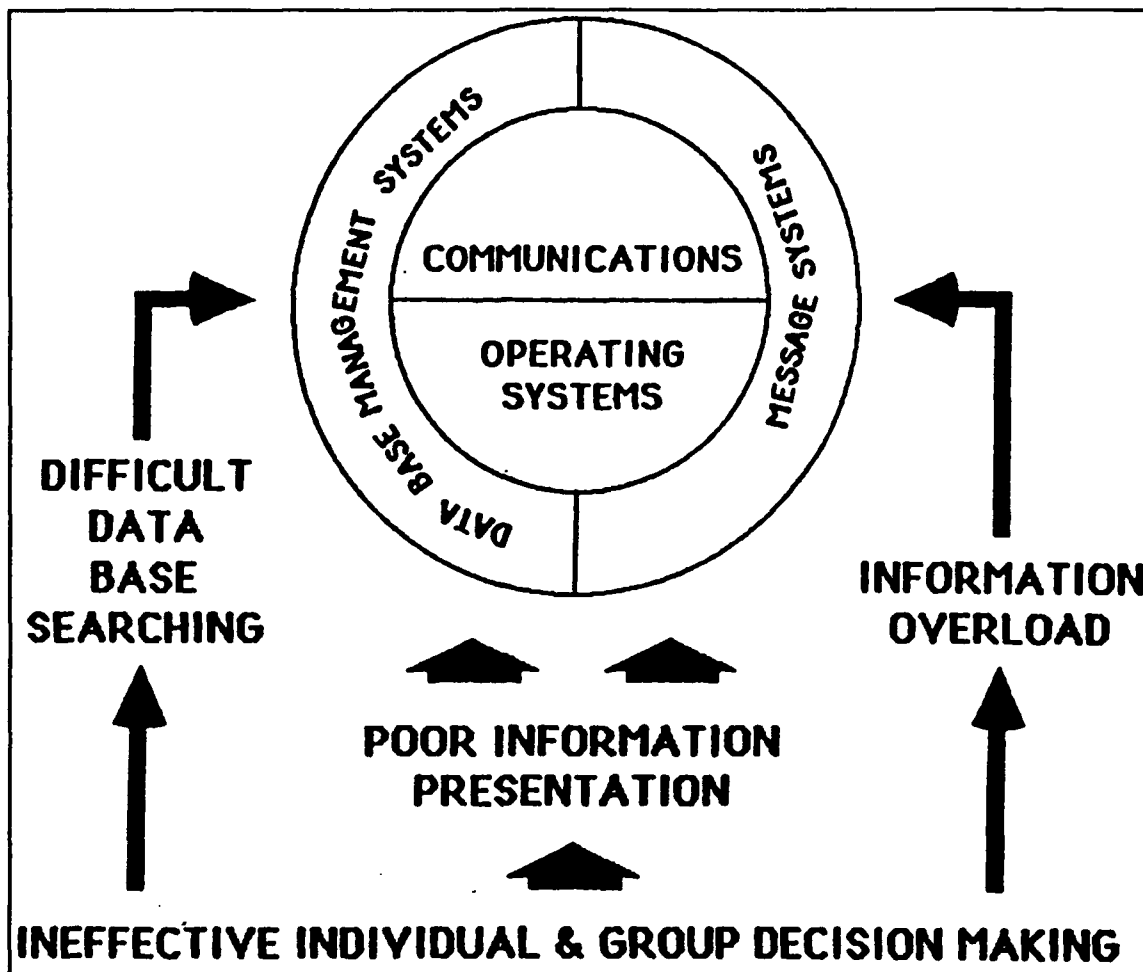 DATA BASE MANAGEMENT SYSTEMS
MESSAGE SYSTEMS
COMMUNICATIONS
OPERATING
SYSTEMS
DIFFICULT
DATA
BASE
SEARCHING
INFORMATION
OVERLOAD
POOR INFORMATION
PRESENTATION
INEFFECTIVE INDIVIDUAL & GROUP DECISION MAKING